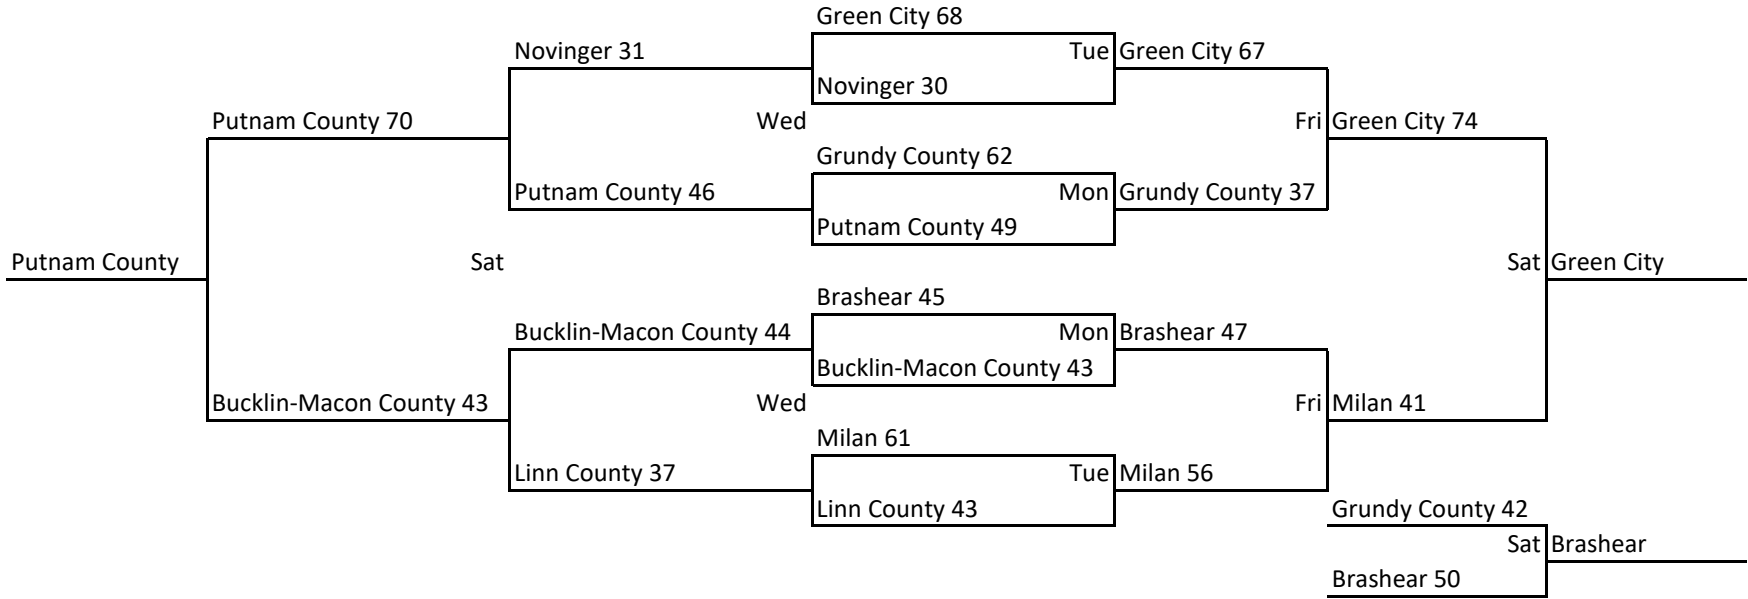 Green City 68
Novinger 31
Tue Green City 67
Novinger 30
Putnam County 70
Wed
Fri Green City 74
Grundy County 62
Putnam County 46
Mon Grundy County 37
Putnam County 49
Putnam County
Sat
Sat Green City
Brashear 45
Bucklin-Macon County 44
Mon Brashear 47
Bucklin-Macon County 43
Bucklin-Macon County 43
Wed
Fri Milan 41
Milan 61
Linn County 37
Tue Milan 56
Linn County 43
Grundy County 42
Sat Brashear
Brashear 50